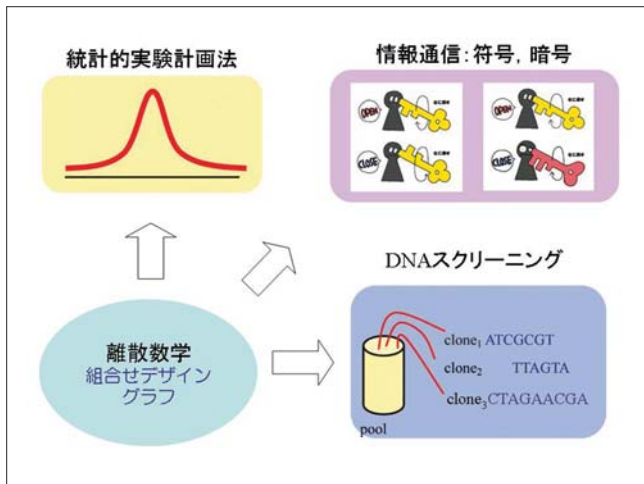 統計的実験計画法
情報通信:符号,暗号
OPEN
OPEN
CLOSE
CLOSE
DNAスクリーニング
離散数学
組合せデザイン
グラフ
clone1 ATCGCGT
clone2 TTAGTA
clone3CTAGAACGA
pool